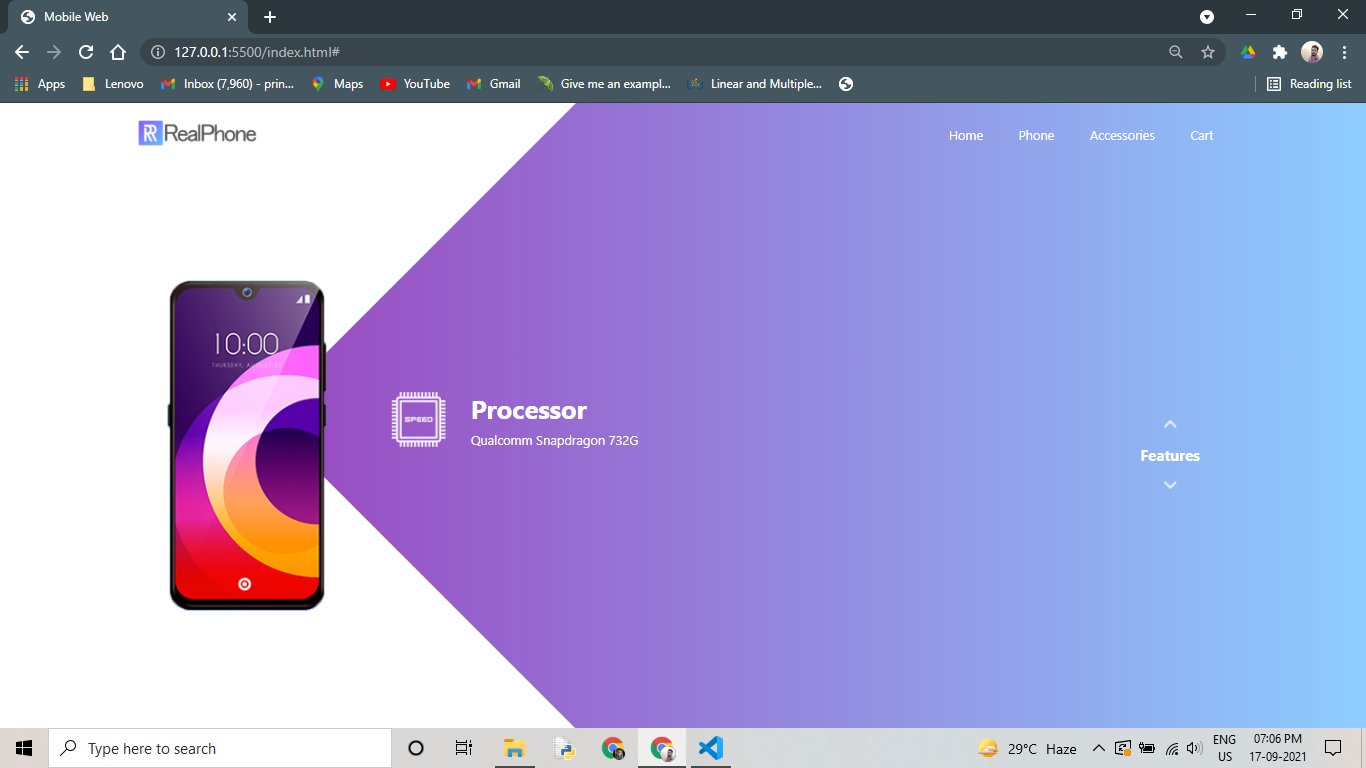 Mobile Web
127.0.0.1:5500/index.html#
Apps Lenovo Inbox (7,960) - prin... Maps YouTube Gmail Give me an exampl... Linear and Multiple... Reading list
RealPhone Home Phone Accessories Cart
10:00
THURSDAY, AUGUST
SPEED
Processor
Qualcomm Snapdragon 732G
Features
Type here to search
29°C Haze
ENG
US
07:06 PM
17-09-2021